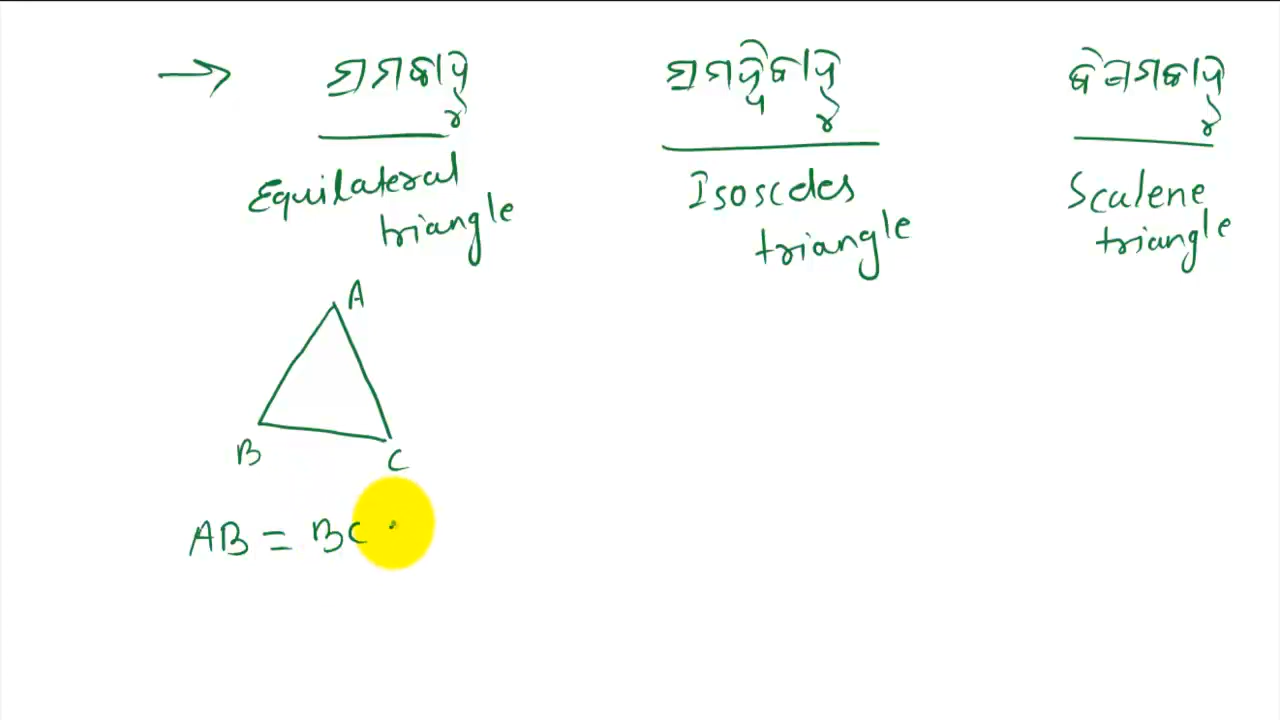 → ସମବାହୁ ସମଦ୍ୱିବାହୁ ବିଷମବାହୁ
Equilateral Isosceles Scalene
triangle triangle triangle
A
B
C
AB = BC